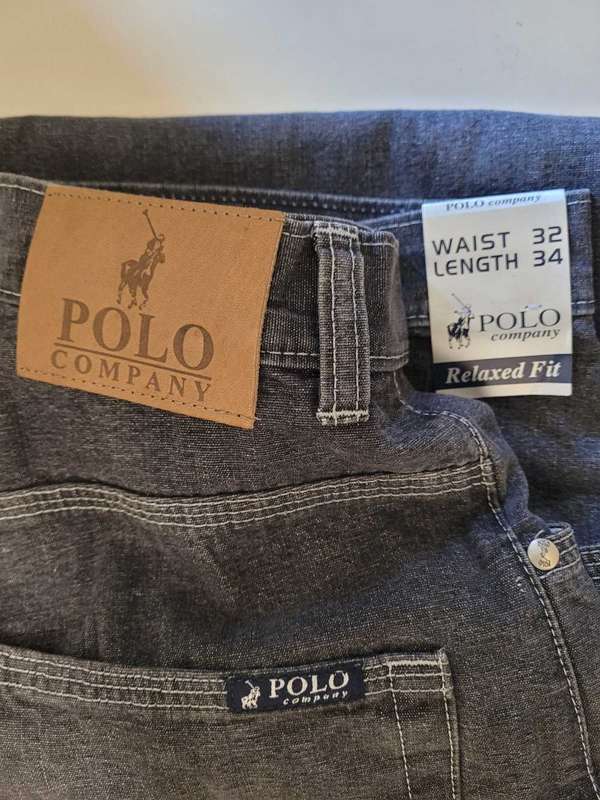 POLO
COMPANY
POLO company
WAIST 32
LENGTH 34
POLO
company
Relaxed Fit
POLO
company